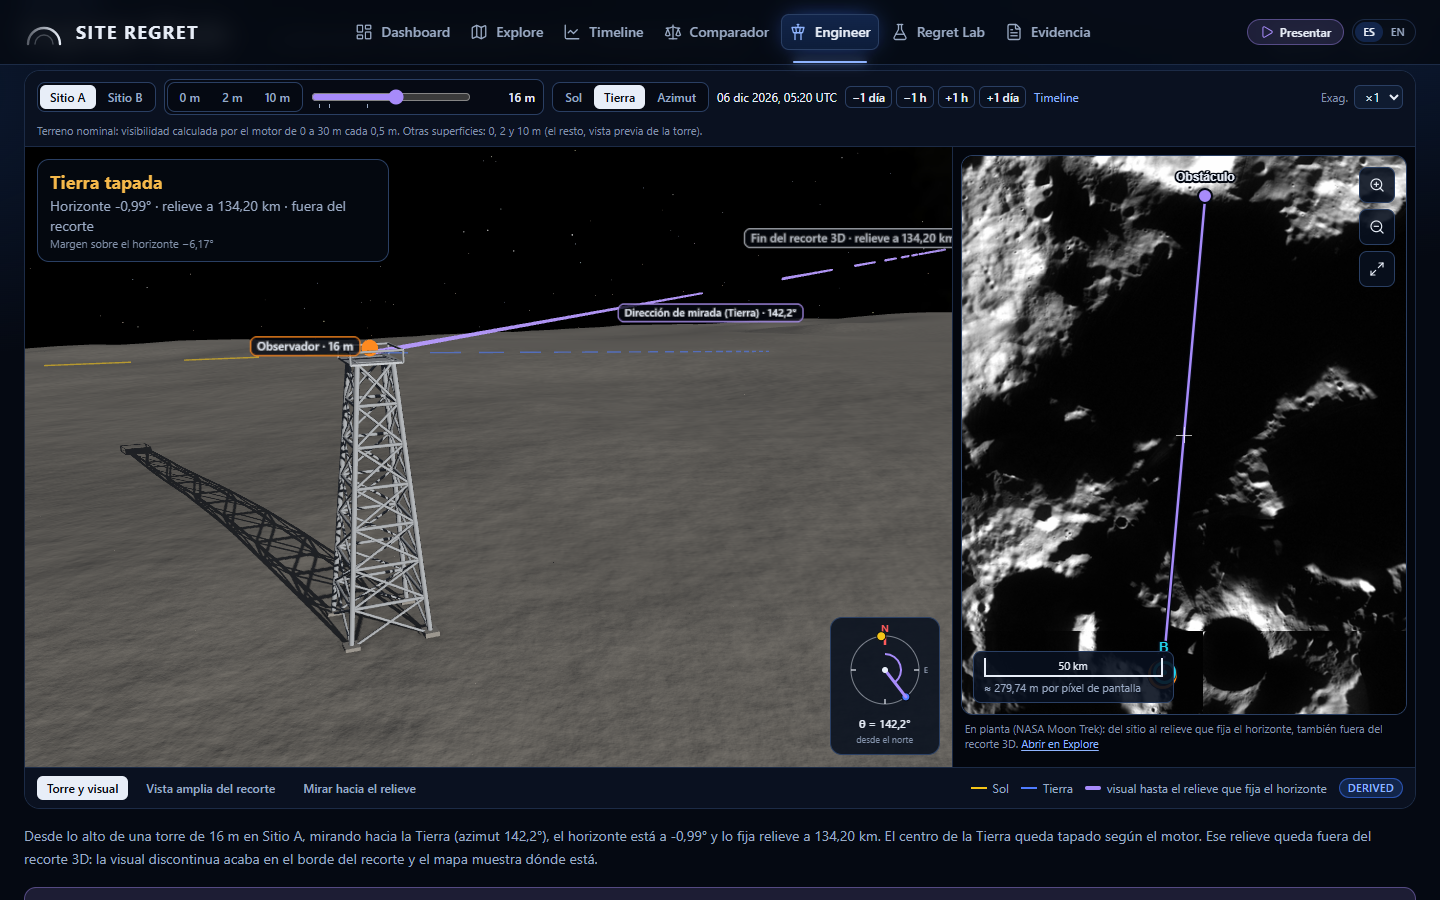 SITE REGRET
Dashboard
Explore
Timeline
Comparador
Engineer
Regret Lab
Evidencia
Presentar
ES EN
Sitio A Sitio B
0 m 2 m 10 m
16 m
Sol Tierra Azimut
06 dic 2026, 05:20 UTC
−1 día −1 h +1 h +1 día
Timeline
Exag. ×1
Terreno nominal: visibilidad calculada por el motor de 0 a 30 m cada 0,5 m. Otras superficies: 0, 2 y 10 m (el resto, vista previa de la torre).
Tierra tapada
Horizonte -0,99° · relieve a 134,20 km · fuera del
recorte
Margen sobre el horizonte −6,17°
Fin del recorte 3D · relieve a 134,20 km
Dirección de mirada (Tierra) · 142,2°
Observador · 16 m
N
E
θ = 142,2°
desde el norte
Obstáculo
B
50 km
≈ 279,74 m por píxel de pantalla
En planta (NASA Moon Trek): del sitio al relieve que fija el horizonte, también fuera del
recorte 3D. Abrir en Explore
Torre y visual Vista amplia del recorte Mirar hacia el relieve
Sol Tierra visual hasta el relieve que fija el horizonte DERIVED
Desde lo alto de una torre de 16 m en Sitio A, mirando hacia la Tierra (azimut 142,2°), el horizonte está a -0,99° y lo fija relieve a 134,20 km. El centro de la Tierra queda tapado según el motor. Ese relieve queda fuera del
recorte 3D: la visual discontinua acaba en el borde del recorte y el mapa muestra dónde está.